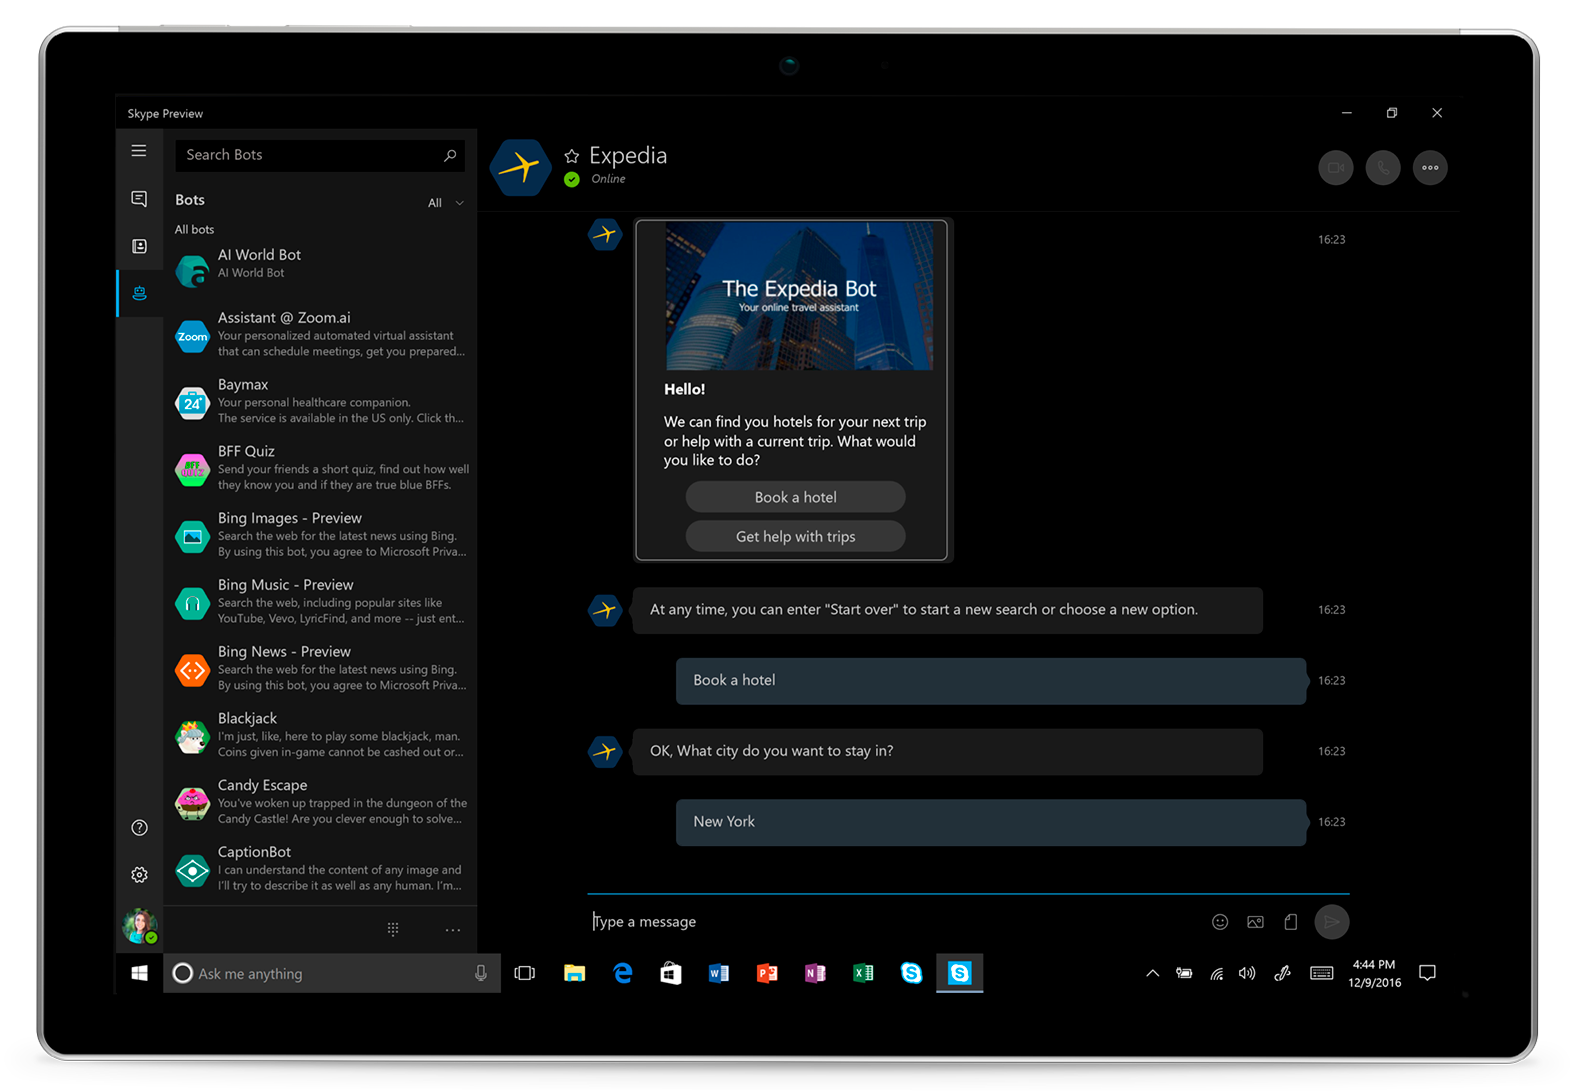 Skype Preview
Search Bots
Bots
All
All bots
AI World Bot
AI World Bot
Zoom
Assistant @ Zoom.ai
Your personalized automated virtual assistant
that can schedule meetings, get you prepared...
24
Baymax
Your personal healthcare companion.
The service is available in the US only. Click th...
BFF
QUIZ
BFF Quiz
Send your friends a short quiz, find out how well
they know you and if they are true blue BFFs.
Bing Images - Preview
Search the web for the latest news using Bing.
By using this bot, you agree to Microsoft Priva...
Bing Music - Preview
Search the web, including popular sites like
YouTube, Vevo, LyricFind, and more -- just ent...
Bing News - Preview
Search the web for the latest news using Bing.
By using this bot, you agree to Microsoft Priva...
Blackjack
I'm just, like, here to play some blackjack, man.
Coins given in-game cannot be cashed out or...
Candy Escape
You've woken up trapped in the dungeon of the
Candy Castle! Are you clever enough to solve...
CaptionBot
I can understand the content of any image and
I'll try to describe it as well as any human. I'm...
Expedia
Online
16:23
The Expedia Bot
Your online travel assistant
Hello!
We can find you hotels for your next trip
or help with a current trip. What would
you like to do?
Book a hotel
Get help with trips
At any time, you can enter "Start over" to start a new search or choose a new option.
16:23
Book a hotel
16:23
OK, What city do you want to stay in?
16:23
New York
16:23
Type a message
Ask me anything
4:44 PM
12/9/2016